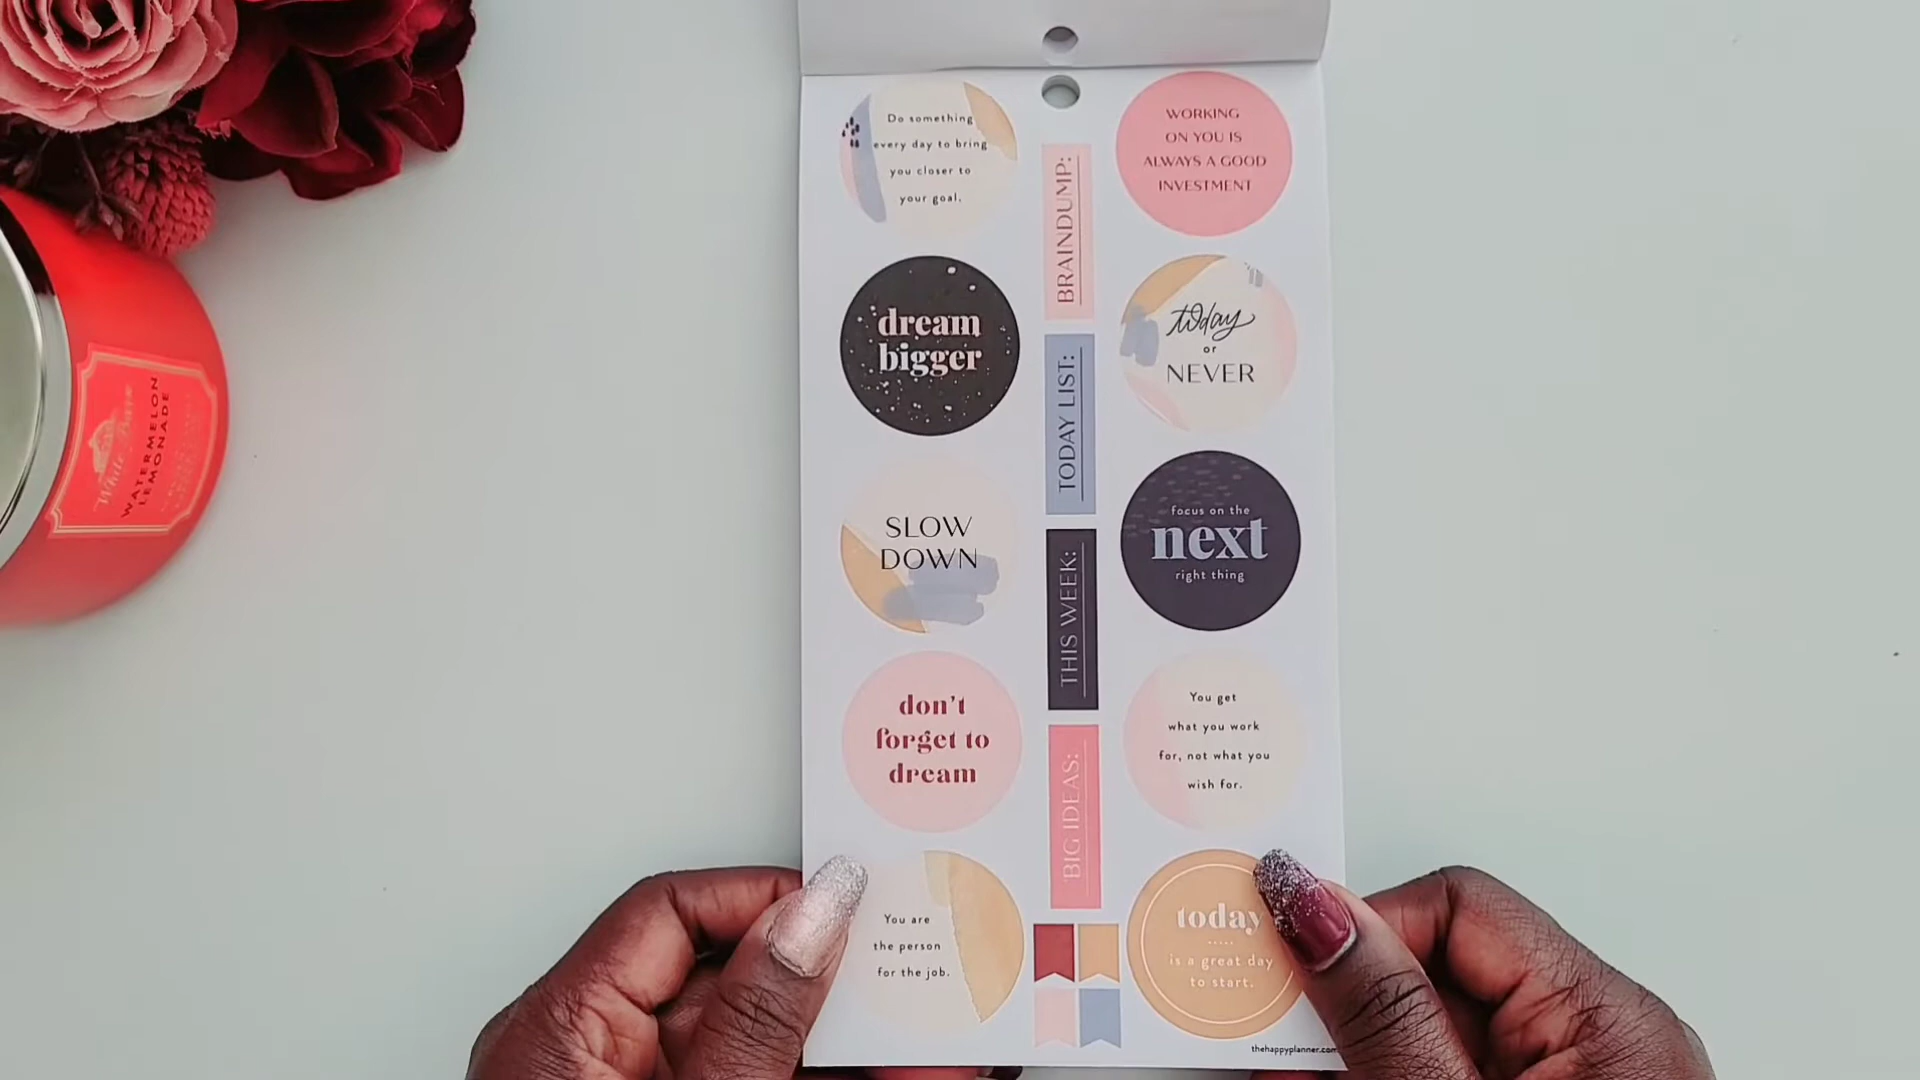 Do something
every day to bring
you closer to
your goal.
WORKING
ON YOU IS
ALWAYS A GOOD
INVESTMENT
BRAINDUMP:
dream
bigger
today
or
NEVER
TODAY LIST:
SLOW
DOWN
focus on the
next
right thing
THIS WEEK:
don't
forget to
dream
You get
what you work
for, not what you
wish for.
BIG IDEAS:
You are
the person
for the job.
today
is a great day
to start.
thehappyplanner.com
White Barn
WATERMELON
LEMONADE